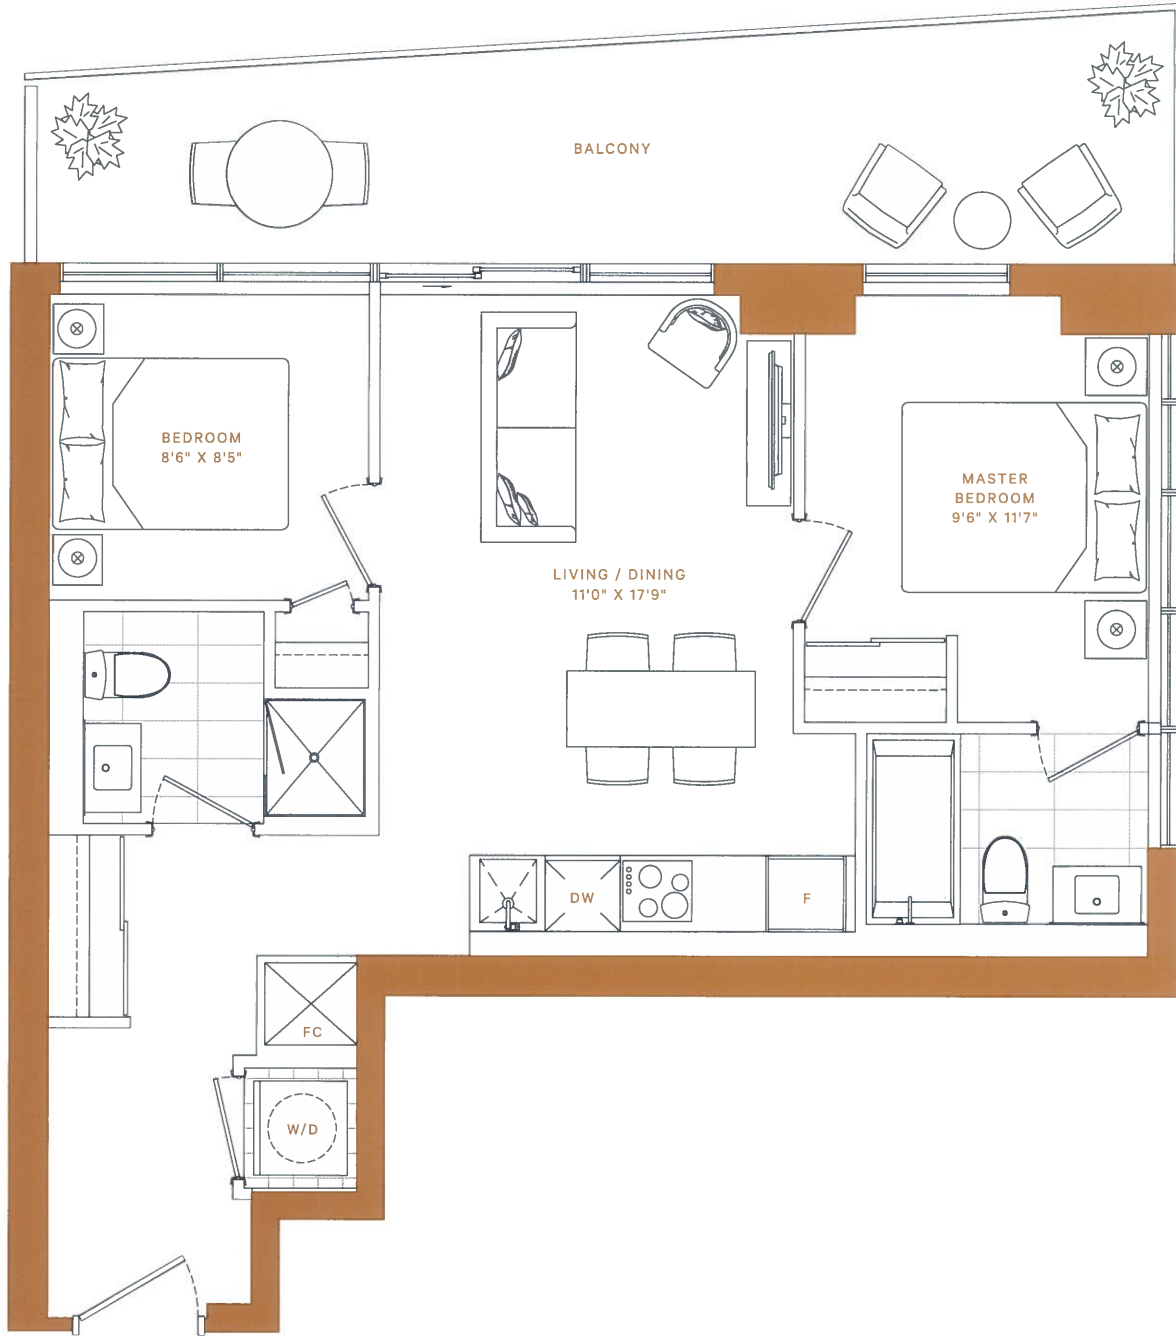 BALCONY
BEDROOM
8'6" X 8'5"
MASTER
BEDROOM
9'6" X 11'7"
LIVING / DINING
11'0" X 17'9"
DW
F
FC
W/D